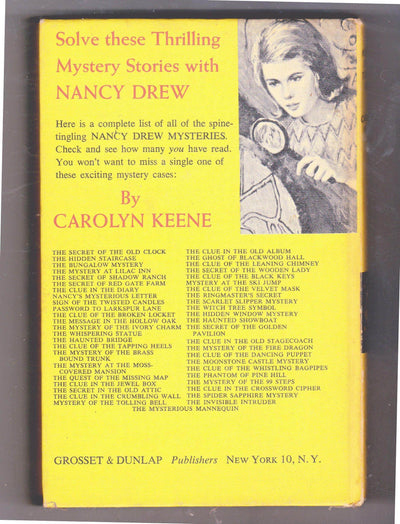 Solve these Thrilling
Mystery Stories with
NANCY DREW
Here is a complete list of all of the spine-
tingling NANCY DREW MYSTERIES.
Check and see how many you have read.
You won't want to miss a single one of
these exciting mystery cases:
By
CAROLYN KEENE
THE SECRET OF THE OLD CLOCK
THE HIDDEN STAIRCASE
THE BUNGALOW MYSTERY
THE MYSTERY AT LILAC INN
THE SECRET OF SHADOW RANCH
THE SECRET OF RED GATE FARM
THE CLUE IN THE DIARY
NANCY'S MYSTERIOUS LETTER
SIGN OF THE TWISTED CANDLES
PASSWORD TO LARKSPUR LANE
THE CLUE OF THE BROKEN LOCKET
THE MESSAGE IN THE HOLLOW OAK
THE MYSTERY OF THE IVORY CHARM
THE WHISPERING STATUE
THE HAUNTED BRIDGE
THE CLUE OF THE TAPPING HEELS
THE MYSTERY OF THE BRASS
BOUND TRUNK
THE MYSTERY AT THE MOSS-
COVERED MANSION
THE QUEST OF THE MISSING MAP
THE CLUE IN THE JEWEL BOX
THE SECRET IN THE OLD ATTIC
THE CLUE IN THE CRUMBLING WALL
MYSTERY OF THE TOLLING BELL
THE CLUE IN THE OLD ALBUM
THE GHOST OF BLACKWOOD HALL
THE CLUE OF THE LEANING CHIMNEY
THE SECRET OF THE WOODEN LADY
THE CLUE OF THE BLACK KEYS
MYSTERY AT THE SKI JUMP
THE CLUE OF THE VELVET MASK
THE RINGMASTER'S SECRET
THE SCARLET SLIPPER MYSTERY
THE WITCH TREE SYMBOL
THE HIDDEN WINDOW MYSTERY
THE HAUNTED SHOWBOAT
THE SECRET OF THE GOLDEN
PAVILION
THE CLUE IN THE OLD STAGECOACH
THE MYSTERY OF THE FIRE DRAGON
THE CLUE OF THE DANCING PUPPET
THE MOONSTONE CASTLE MYSTERY
THE CLUE OF THE WHISTLING BAGPIPES
THE PHANTOM OF PINE HILL
THE MYSTERY OF THE 99 STEPS
THE CLUE IN THE CROSSWORD CIPHER
THE SPIDER SAPPHIRE MYSTERY
THE INVISIBLE INTRUDER
THE MYSTERIOUS MANNEQUIN
GROSSET & DUNLAP Publishers NEW YORK 10, N.Y.